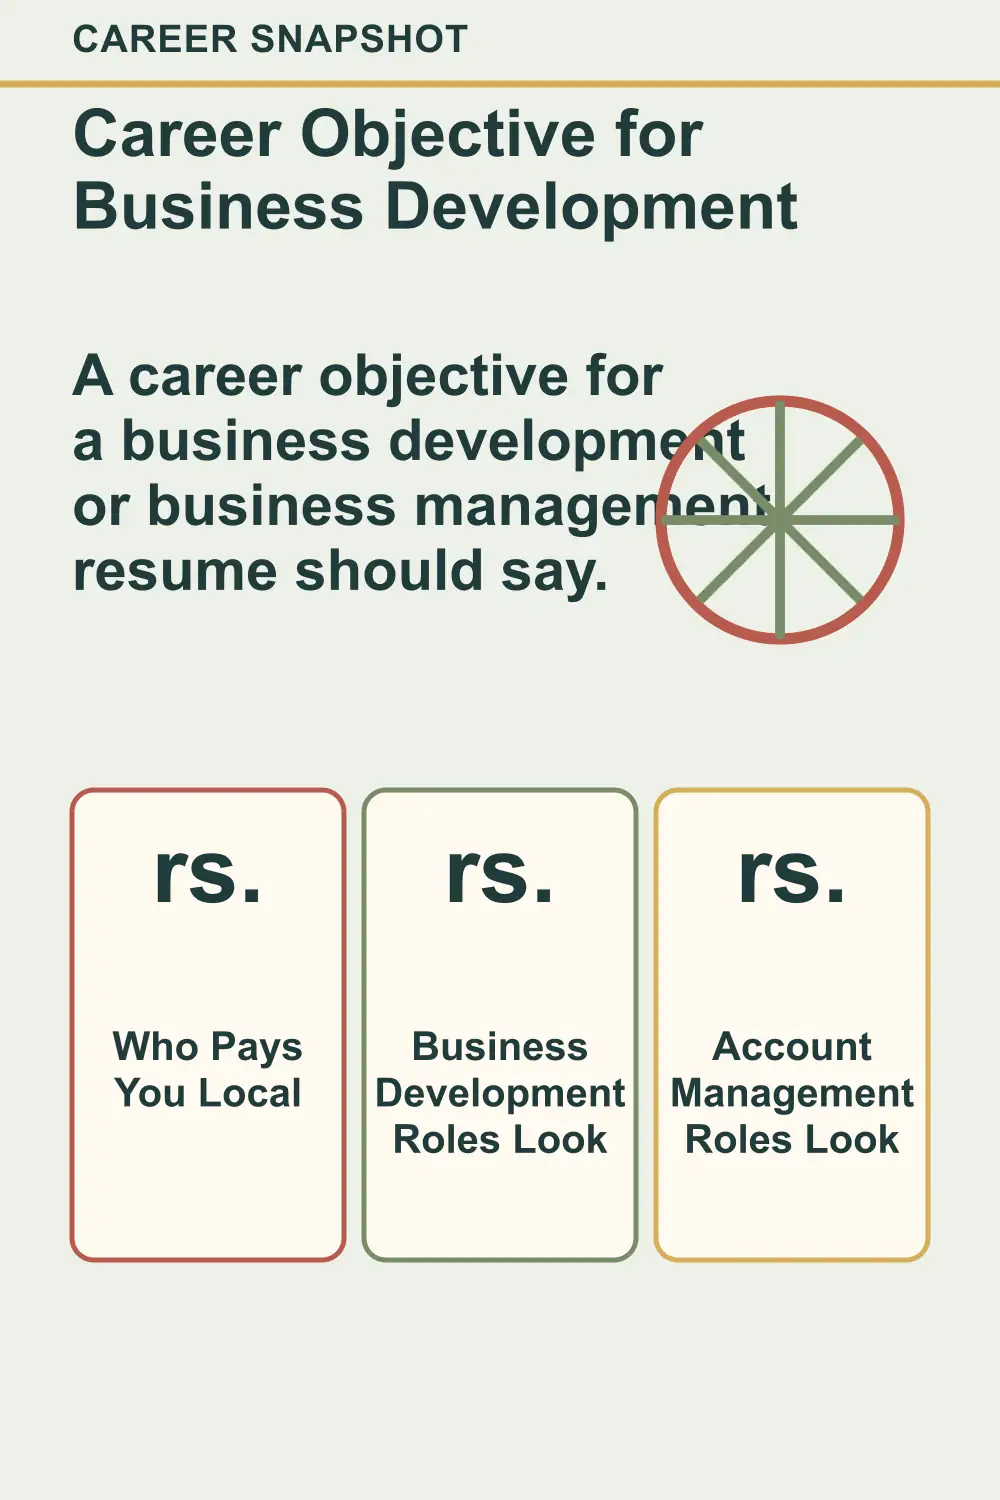 CAREER SNAPSHOT
Career Objective for
Business Development
A career objective for
a business development
or business management
resume should say.
rs.
rs.
rs.
Who Pays
You Local
Business
Development
Roles Look
Account
Management
Roles Look